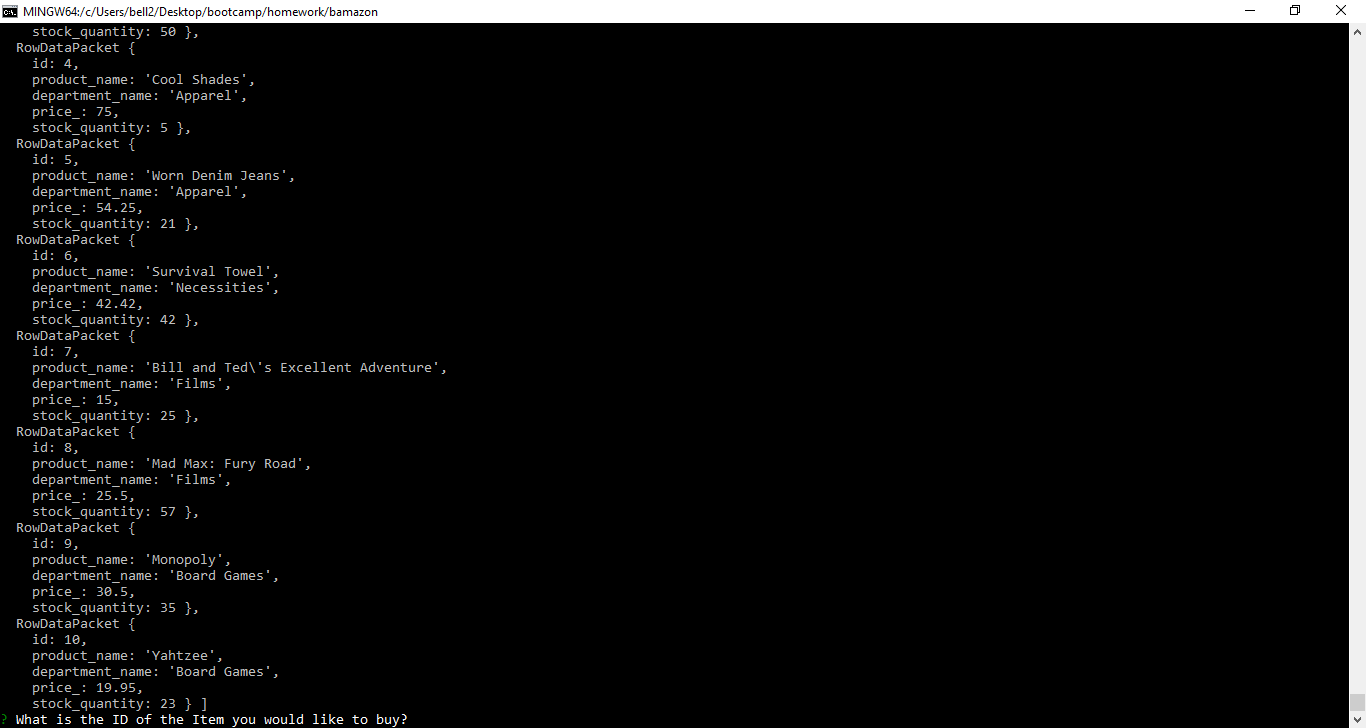 MINGW64:/c/Users/bell2/Desktop/bootcamp/homework/bamazon
    stock_quantity: 50 },
  RowDataPacket {
    id: 4,
    product_name: 'Cool Shades',
    department_name: 'Apparel',
    price_: 75,
    stock_quantity: 5 },
  RowDataPacket {
    id: 5,
    product_name: 'Worn Denim Jeans',
    department_name: 'Apparel',
    price_: 54.25,
    stock_quantity: 21 },
  RowDataPacket {
    id: 6,
    product_name: 'Survival Towel',
    department_name: 'Necessities',
    price_: 42.42,
    stock_quantity: 42 },
  RowDataPacket {
    id: 7,
    product_name: 'Bill and Ted\'s Excellent Adventure',
    department_name: 'Films',
    price_: 15,
    stock_quantity: 25 },
  RowDataPacket {
    id: 8,
    product_name: 'Mad Max: Fury Road',
    department_name: 'Films',
    price_: 25.5,
    stock_quantity: 57 },
  RowDataPacket {
    id: 9,
    product_name: 'Monopoly',
    department_name: 'Board Games',
    price_: 30.5,
    stock_quantity: 35 },
  RowDataPacket {
    id: 10,
    product_name: 'Yahtzee',
    department_name: 'Board Games',
    price_: 19.95,
    stock_quantity: 23 } ]
? What is the ID of the Item you would like to buy?